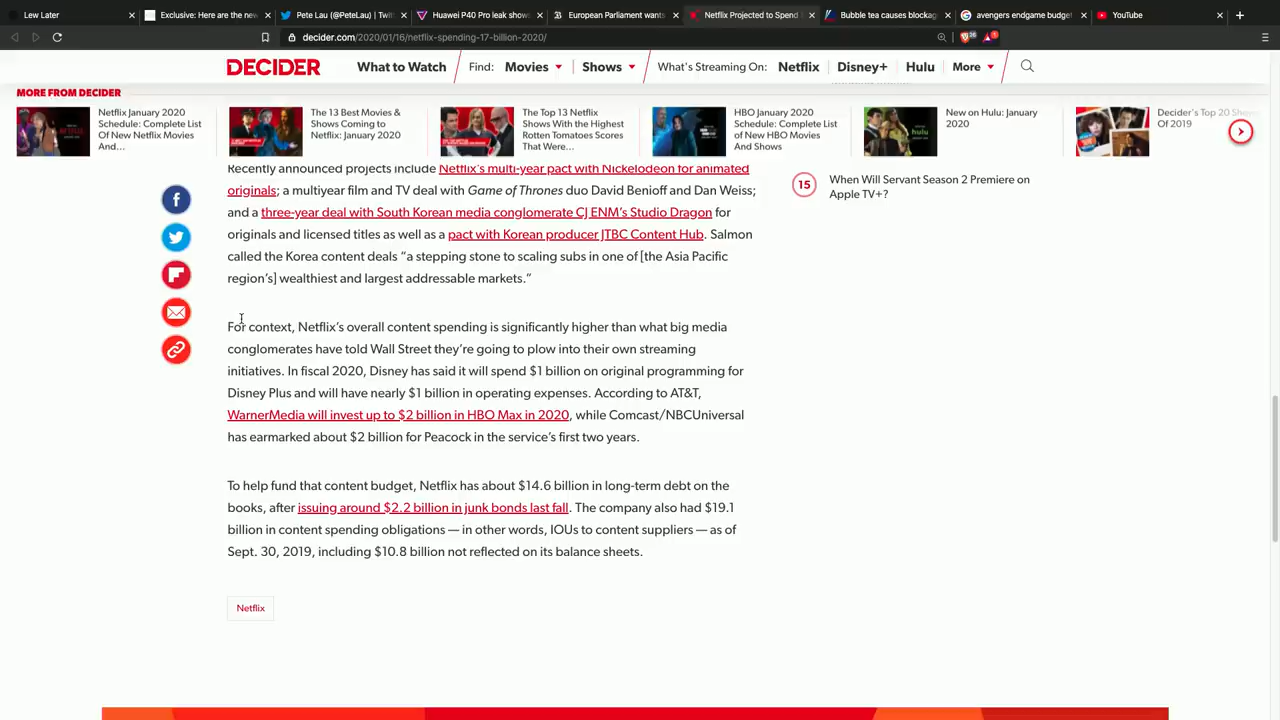 Lew Later
Exclusive: Here are the new
Pete Lau (@PeteLau) | Twitt
Huawei P40 Pro leak show
European Parliament wants
Netflix Projected to Spend
Bubble tea causes blockag
avengers endgame budget
YouTube
decider.com/2020/01/16/netflix-spending-17-billion-2020/
DECIDER
What to Watch
Find:
Movies
Shows
What's Streaming On:
Netflix
Disney+
Hulu
More
MORE FROM DECIDER
Netflix January 2020
Schedule: Complete List
Of New Netflix Movies
And...
The 13 Best Movies &
Shows Coming to
Netflix: January 2020
The Top 13 Netflix
Shows With the Highest
Rotten Tomatoes Scores
That Were...
HBO January 2020
Schedule: Complete List
of New HBO Movies
And Shows
hulu
New on Hulu: January
2020
Decider's Top 20 Shows
Of 2019
Recently announced projects include Netflix's multi-year pact with Nickelodeon for animated
originals; a multiyear film and TV deal with Game of Thrones duo David Benioff and Dan Weiss;
and a three-year deal with South Korean media conglomerate CJ ENM's Studio Dragon for
originals and licensed titles as well as a pact with Korean producer JTBC Content Hub. Salmon
called the Korea content deals “a stepping stone to scaling subs in one of [the Asia Pacific
region's] wealthiest and largest addressable markets.”
15
When Will Servant Season 2 Premiere on
Apple TV+?
For context, Netflix's overall content spending is significantly higher than what big media
conglomerates have told Wall Street they're going to plow into their own streaming
initiatives. In fiscal 2020, Disney has said it will spend $1 billion on original programming for
Disney Plus and will have nearly $1 billion in operating expenses. According to AT&T,
WarnerMedia will invest up to $2 billion in HBO Max in 2020, while Comcast/NBCUniversal
has earmarked about $2 billion for Peacock in the service's first two years.
To help fund that content budget, Netflix has about $14.6 billion in long-term debt on the
books, after issuing around $2.2 billion in junk bonds last fall. The company also had $19.1
billion in content spending obligations — in other words, IOUs to content suppliers — as of
Sept. 30, 2019, including $10.8 billion not reflected on its balance sheets.
Netflix